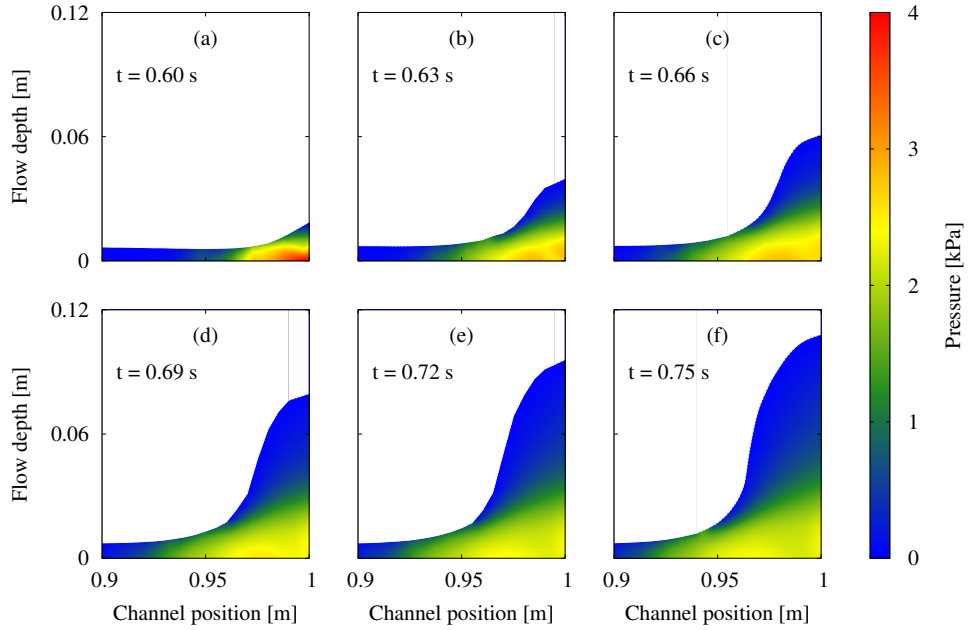 0.12
(a)
(b)
(c)
4
t = 0.60 s
t = 0.63 s
t = 0.66 s
Flow depth [m]
0.06
3
0
Pressure [kPa]
2
0.12
(d)
(e)
(f)
t = 0.69 s
t = 0.72 s
t = 0.75 s
Flow depth [m]
0.06
1
0
0
0.9 0.95 1
0.9 0.95 1
0.9 0.95 1
Channel position [m]
Channel position [m]
Channel position [m]